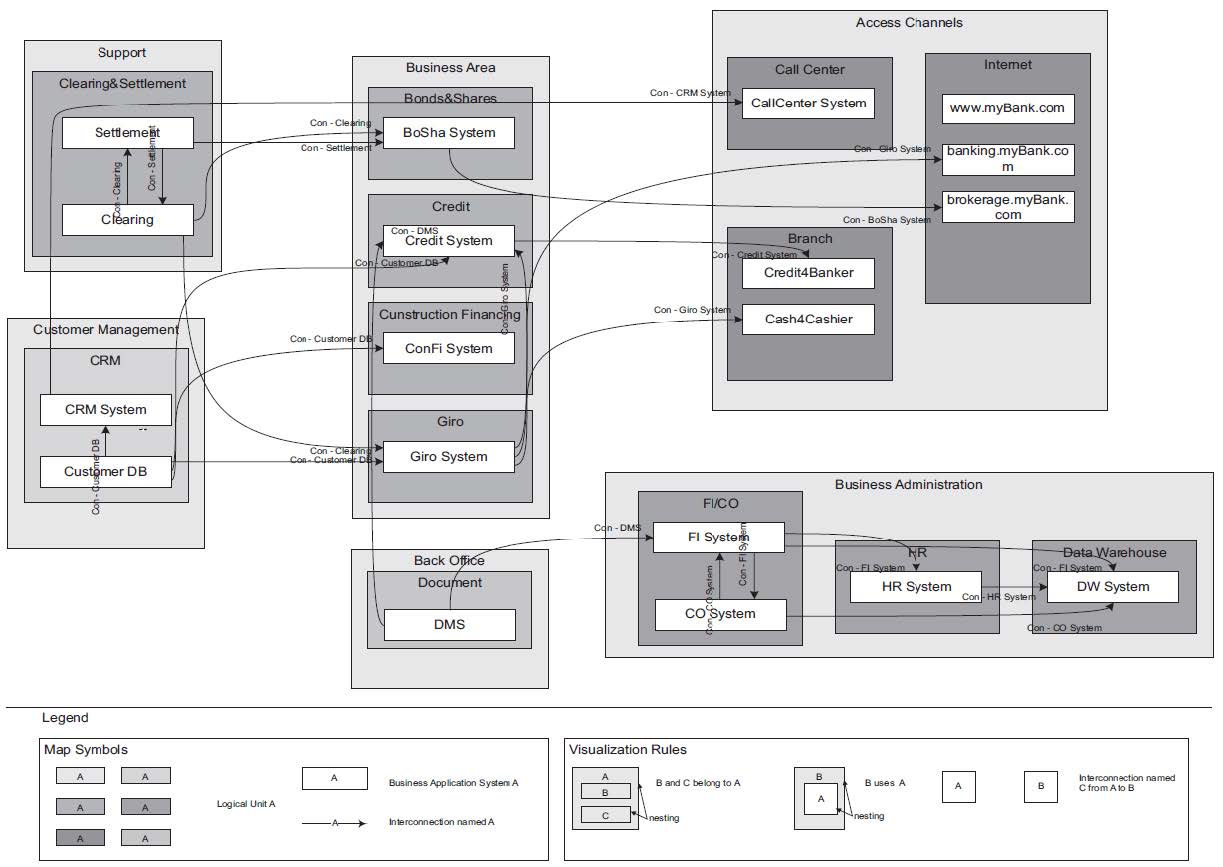 Support
Clearing&Settlement
Settlement
Con - Clearing
Con - Settlement
Clearing
Customer Management
CRM
CRM System
Con - Customer DB
Customer DB
Business Area
Bonds&Shares
Con - Clearing
BoSha System
Con - Settlement
Credit
Con - DMS
Credit System
Con - Customer DB
Con - Giro System
Cunstruction Financing
Con - Customer DB
ConFi System
Giro
Con - Clearing
Con - Customer DB
Giro System
Back Office
Document
DMS
Access Channels
Call Center
Con - CRM System
CallCenter System
Internet
www.myBank.com
Con - Giro System
banking.myBank.co
m
brokerage.myBank.
com
Con - BoSha System
Branch
Con - Credit System
Credit4Banker
Con - Giro System
Cash4Cashier
Business Administration
FI/CO
Con - DMS
FI System
Con - CO System
Con - FI System
CO System
HR
Con - FI System
HR System
Data Warehouse
Con - FI System
DW System
Con - HR System
Con - CO System
Legend
Map Symbols
A
A
A
A
A
A
Logical Unit A
A
Business Application System A
A
Interconnection named A
Visualization Rules
A
B
C
B and C belong to A
nesting
B
A
B uses A
nesting
A
B
Interconnection named
C from A to B